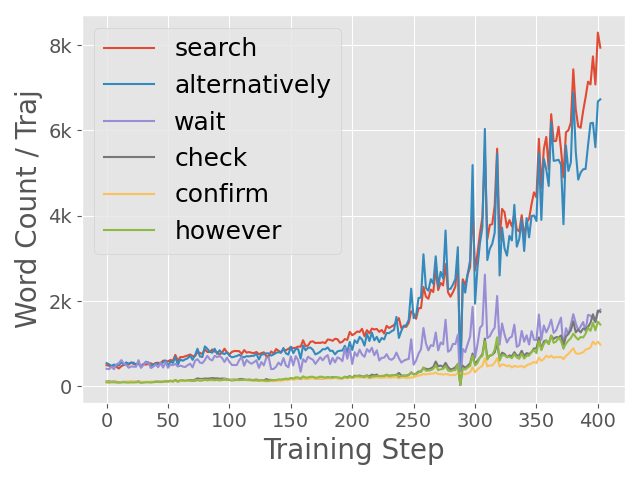 8k
6k
4k
2k
0
Word Count / Traj
search
alternatively
wait
check
confirm
however
0 50 100 150 200 250 300 350 400
Training Step